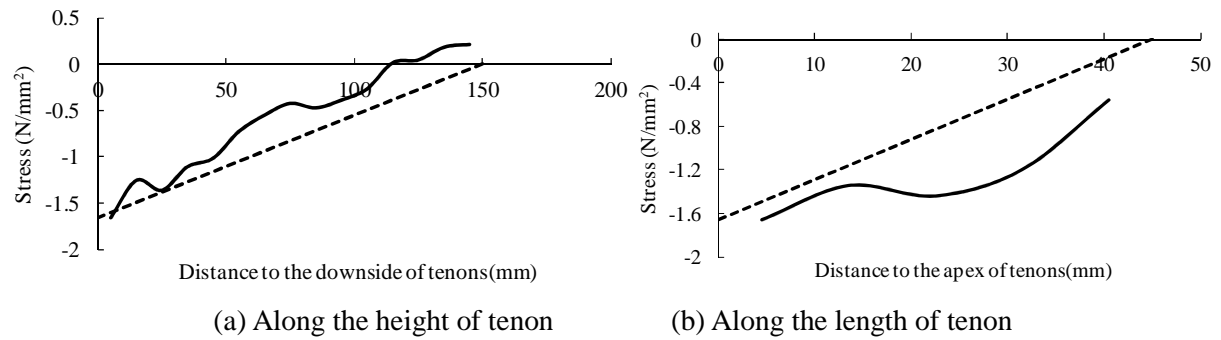 0.5
0
-0.5
-1
-1.5
-2
0 50 100 150 200
Stress (N/mm²)
Distance to the downside of tenons(mm)
(a) Along the height of tenon
0
-0.4
-0.8
-1.2
-1.6
-2
0 10 20 30 40 50
Stress (N/mm²)
Distance to the apex of tenons(mm)
(b) Along the length of tenon